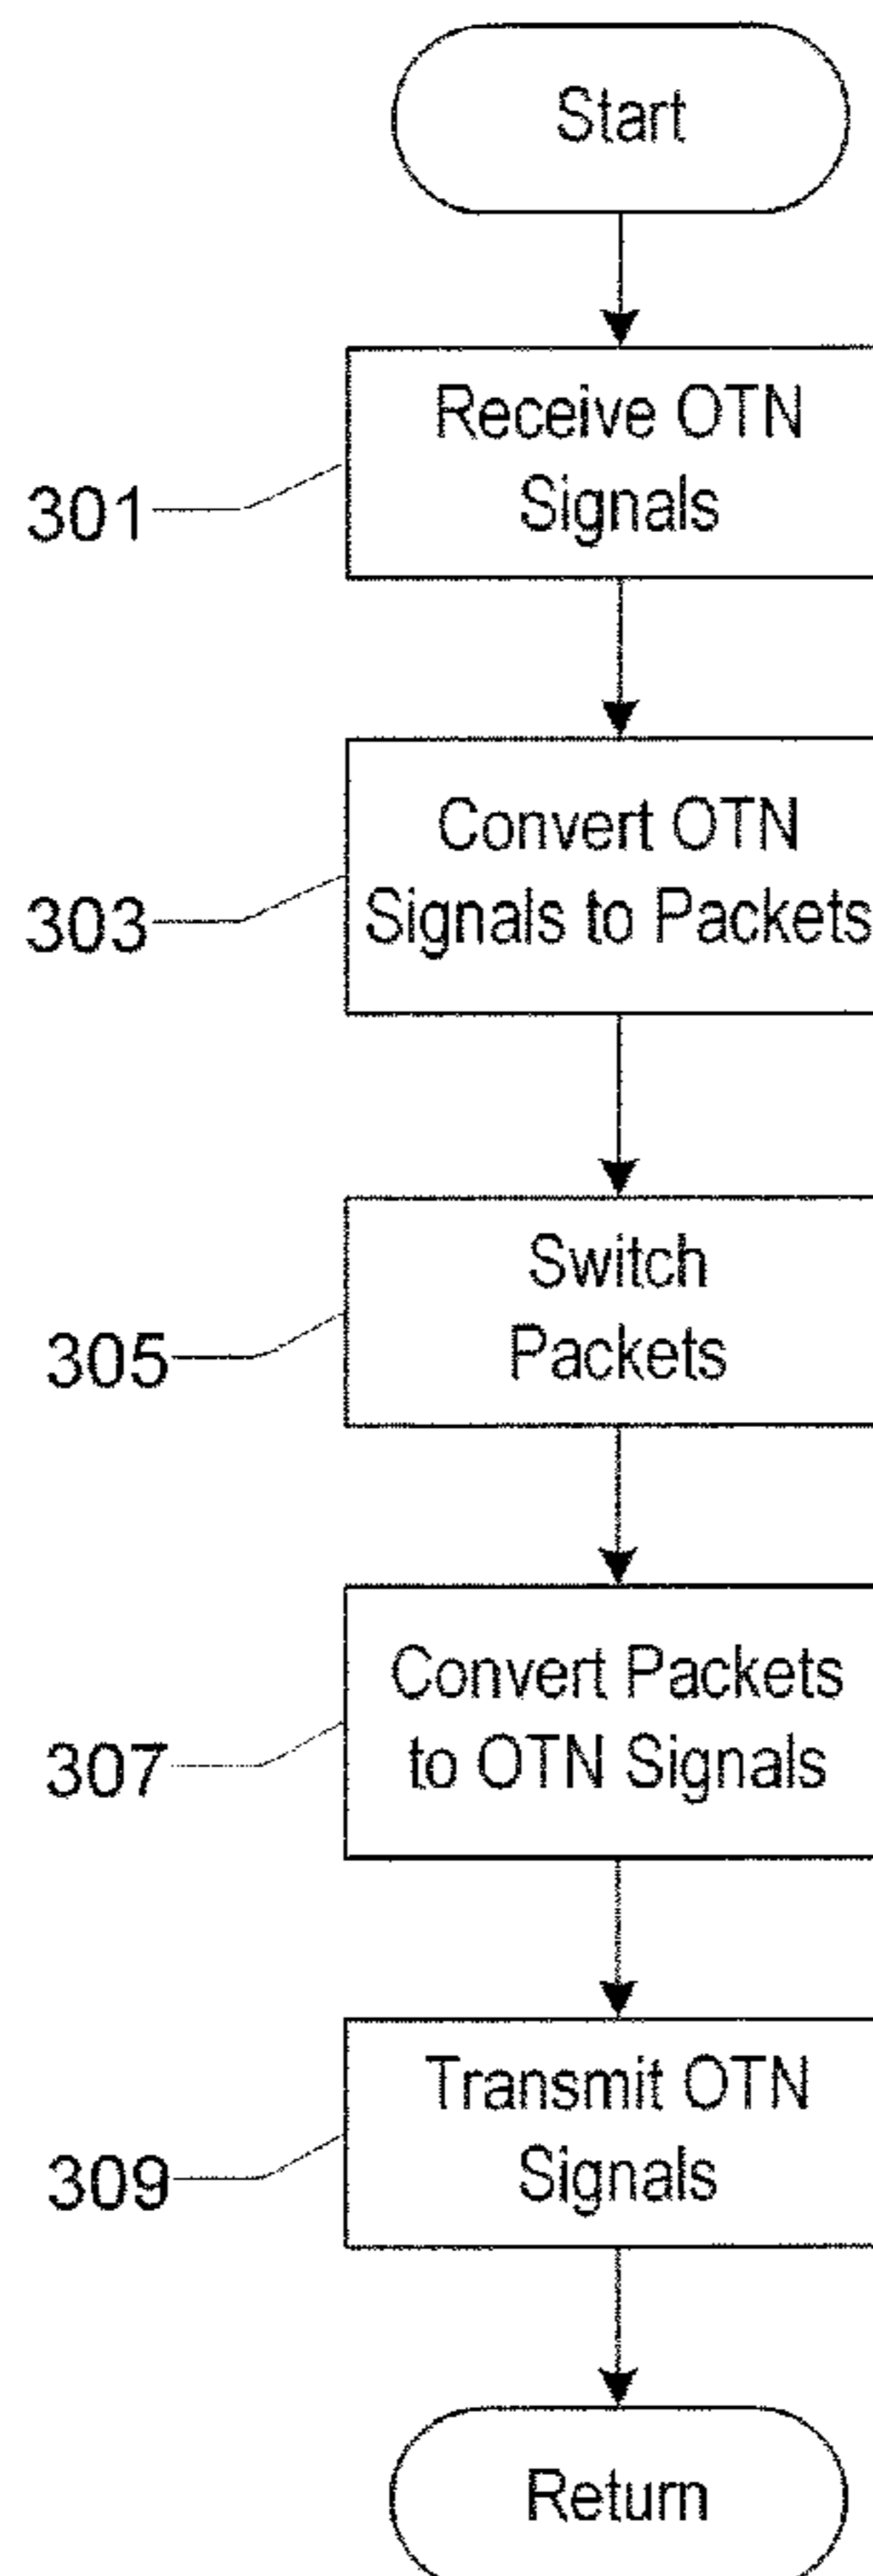 Start
Receive OTN
Signals
301
Convert OTN
Signals to Packets
303
Switch
Packets
305
Convert Packets
to OTN Signals
307
Transmit OTN
Signals
309
Return